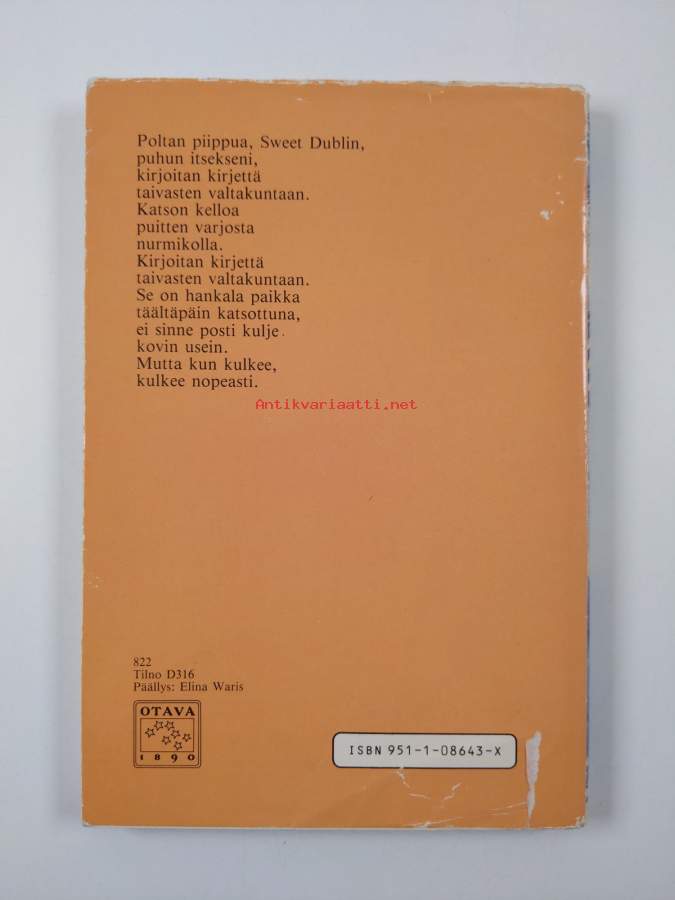 Poltan piippua, Sweet Dublin,
puhun itsekseni,
kirjoitan kirjettä
taivasten valtakuntaan.
Katson kelloa
puitten varjosta
nurmikolla.
Kirjoitan kirjettä
taivasten valtakuntaan.
Se on hankala paikka
täältäpäin katsottuna,
ei sinne posti kulje
kovin usein.
Mutta kun kulkee,
kulkee nopeasti.
Antikvariaatti.net
822
Tilno D316
Päällys: Elina Waris
OTAVA
1890
ISBN 951-1-08643-X